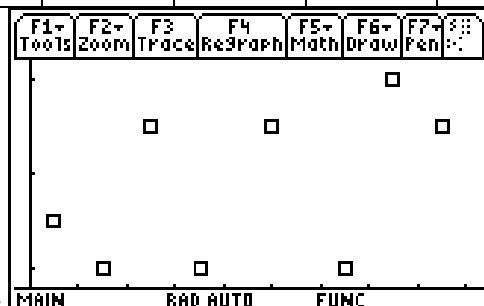 F1 F2 F3 F4 F5 F6 F7
Tools Zoom Trace ReGraph Math Draw Pen
MAIN RAD AUTO FUNC